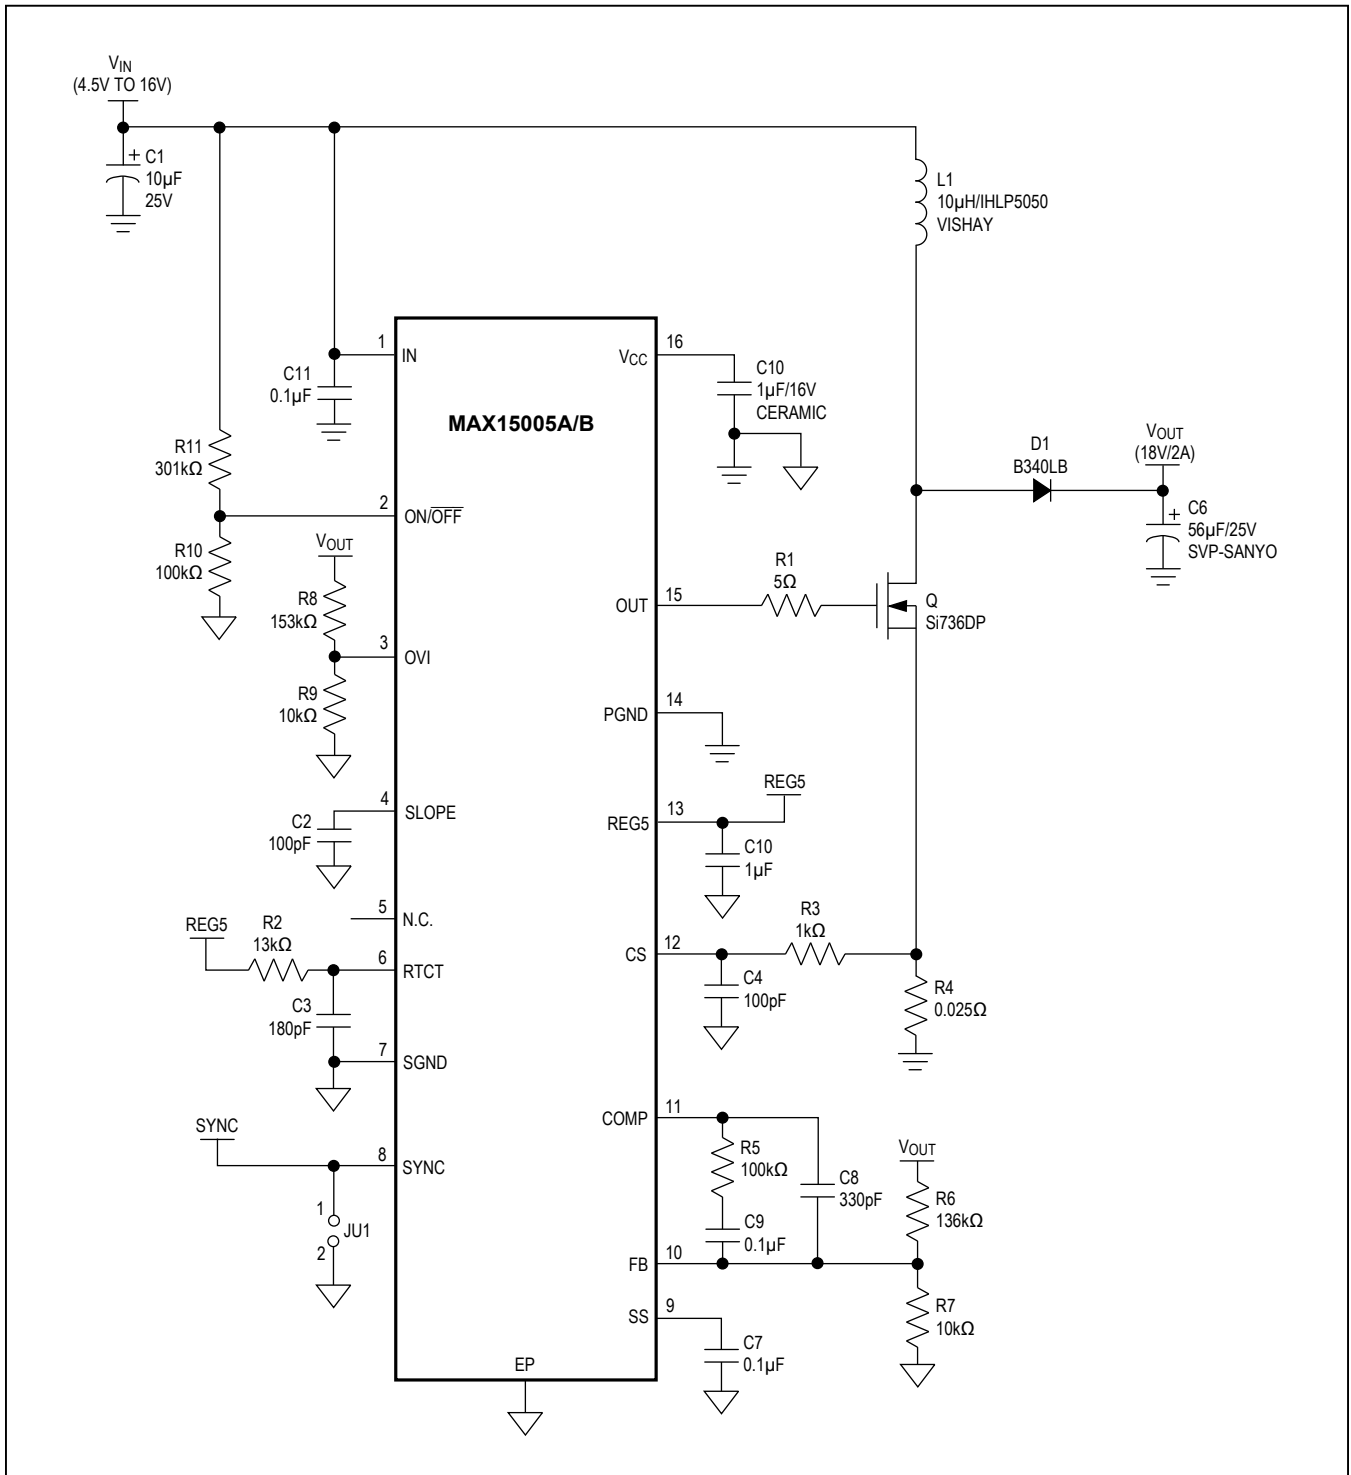 VIN
(4.5V TO 16V)
C1
10µF
25V
L1
10µH/IHLP5050
VISHAY
1
IN
C11
0.1µF
16
VCC
C10
1µF/16V
CERAMIC
MAX15005A/B
R11
301kΩ
D1
B340LB
VOUT
(18V/2A)
C6
56µF/25V
SVP-SANYO
2
ON/OFF
R10
100kΩ
VOUT
R8
153kΩ
3
OVI
R9
10kΩ
R1
5Ω
15
OUT
Q
Si736DP
14
PGND
4
SLOPE
C2
100pF
REG5
13
REG5
C10
1µF
5
N.C.
REG5
R2
13kΩ
6
RTCT
C3
180pF
7
SGND
R3
1kΩ
12
CS
C4
100pF
R4
0.025Ω
SYNC
8
SYNC
1
JU1
2
11
COMP
R5
100kΩ
C8
330pF
C9
0.1µF
VOUT
R6
136kΩ
10
FB
R7
10kΩ
9
SS
C7
0.1µF
EP